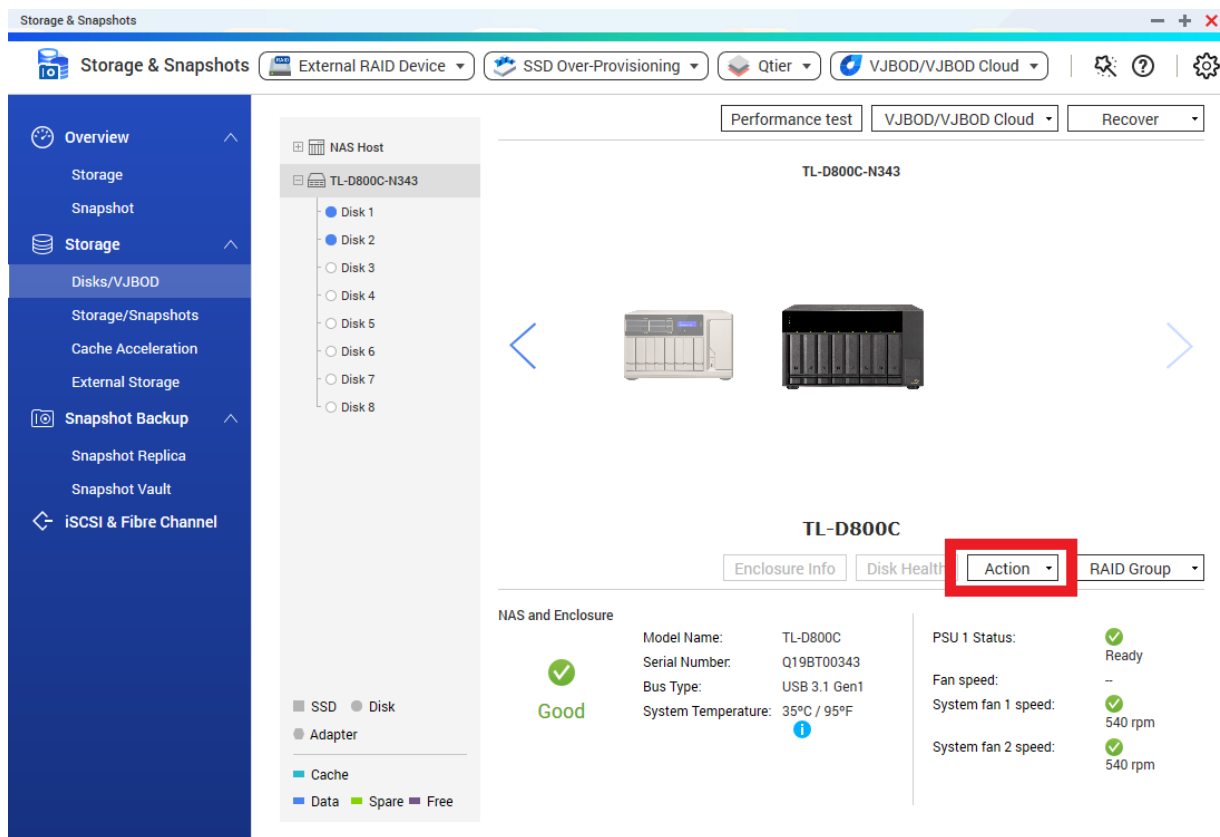 Storage & Snapshots
Storage & Snapshots
External RAID Device
SSD Over-Provisioning
Qtier
VJBOD/VJBOD Cloud
Overview
Storage
Snapshot
Storage
Disks/VJBOD
Storage/Snapshots
Cache Acceleration
External Storage
Snapshot Backup
Snapshot Replica
Snapshot Vault
iSCSI & Fibre Channel
NAS Host
TL-D800C-N343
Disk 1
Disk 2
Disk 3
Disk 4
Disk 5
Disk 6
Disk 7
Disk 8
SSD Disk
Adapter
Cache
Data Spare Free
Performance test
VJBOD/VJBOD Cloud
Recover
TL-D800C-N343
TL-D800C
Enclosure Info
Disk Health
Action
RAID Group
NAS and Enclosure
Good
Model Name: TL-D800C
Serial Number: Q19BT00343
Bus Type: USB 3.1 Gen1
System Temperature: 35°C / 95°F
PSU 1 Status: Ready
Fan speed: --
System fan 1 speed: 540 rpm
System fan 2 speed: 540 rpm